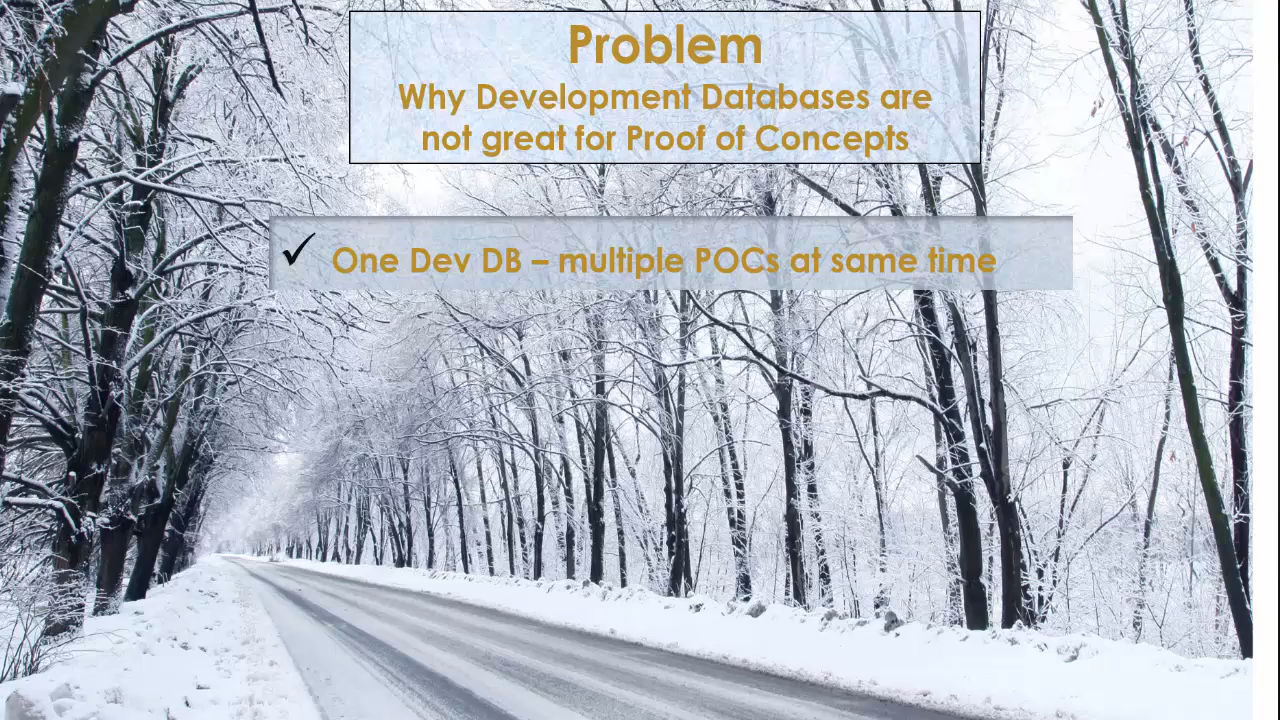 Problem
Why Development Databases are
not great for Proof of Concepts
✓ One Dev DB – multiple POCs at same time